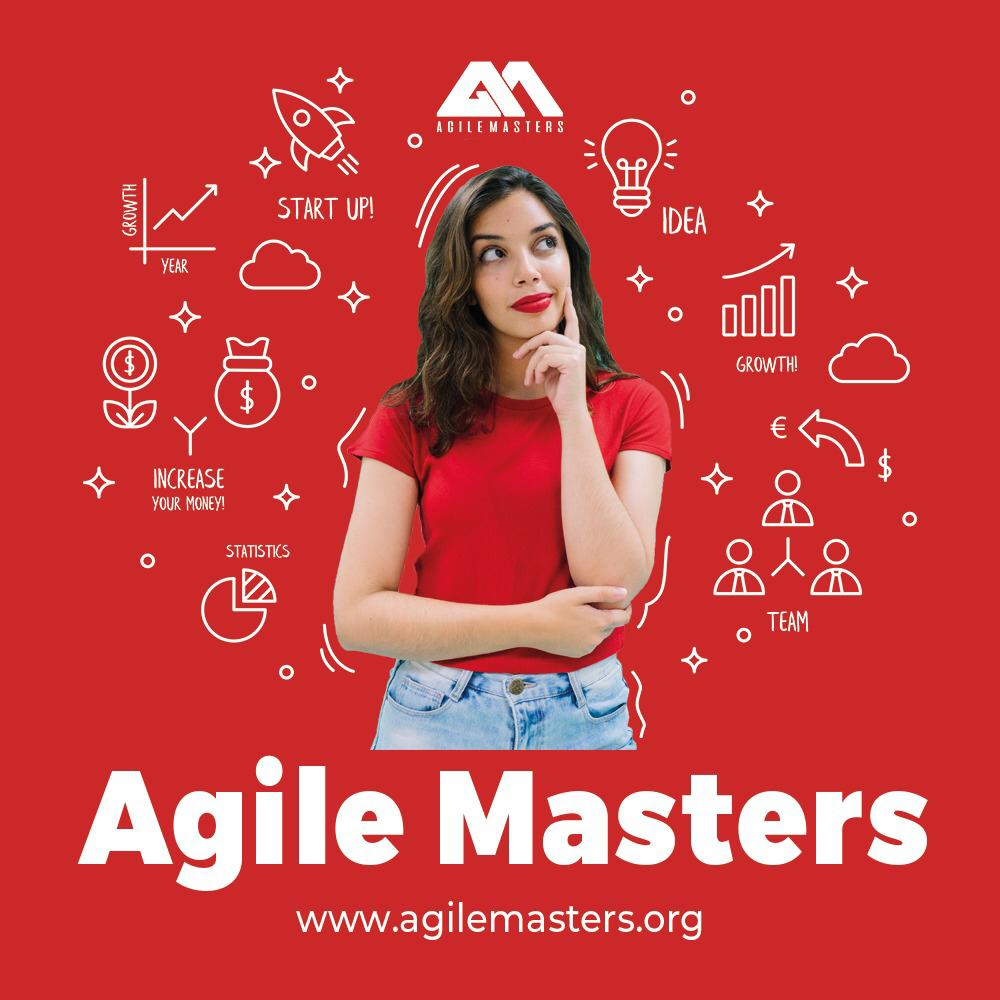 AGILEMASTERS
START UP!
IDEA
GROWTH
YEAR
GROWTH!
$
$
INCREASE
YOUR MONEY!
€
$
STATISTICS
TEAM
Agile Masters
www.agilemasters.org